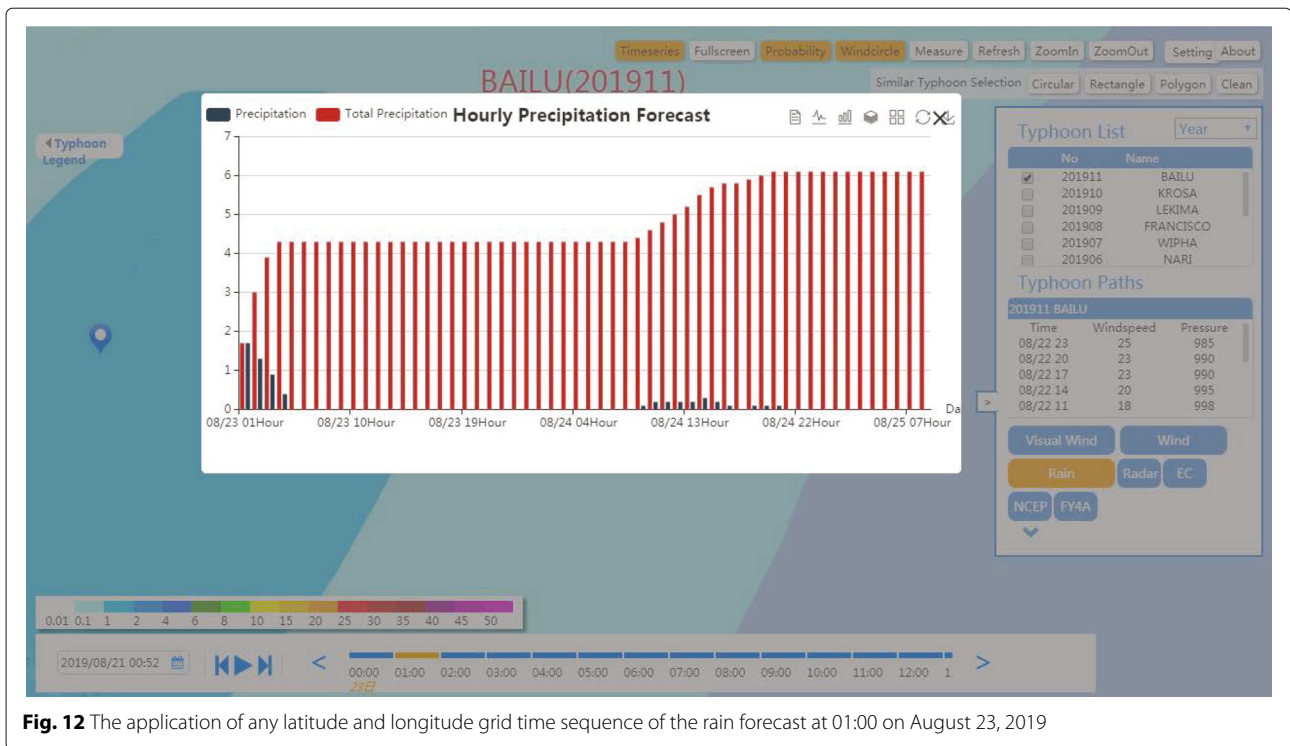 Timeseries Fullscreen Probability Windcircle Measure Refresh ZoomIn ZoomOut Setting About
BAILU(201911)
Similar Typhoon Selection Circular Rectangle Polygon Clean
Typhoon
Legend
Precipitation Total Precipitation Hourly Precipitation Forecast
7
6
5
4
3
2
1
0
08/23 01Hour 08/23 10Hour 08/23 19Hour 08/24 04Hour 08/24 13Hour 08/24 22Hour 08/25 07Hour
Da
Typhoon List Year
No Name
201911 BAILU
201910 KROSA
201909 LEKIMA
201908 FRANCISCO
201907 WIPHA
201906 NARI
Typhoon Paths
201911 BAILU
Time Windspeed Pressure
08/22 23 25 985
08/22 20 23 990
08/22 17 23 990
08/22 14 20 995
08/22 11 18 998
>
Visual Wind Wind
Rain Radar EC
NCEP FY4A
0.01 0.1 1 2 4 6 8 10 15 20 25 30 35 40 45 50
2019/08/21 00:52 < 00:00 01:00 02:00 03:00 04:00 05:00 06:00 07:00 08:00 09:00 10:00 11:00 12:00 1 >
23日
Fig. 12 The application of any latitude and longitude grid time sequence of the rain forecast at 01:00 on August 23, 2019